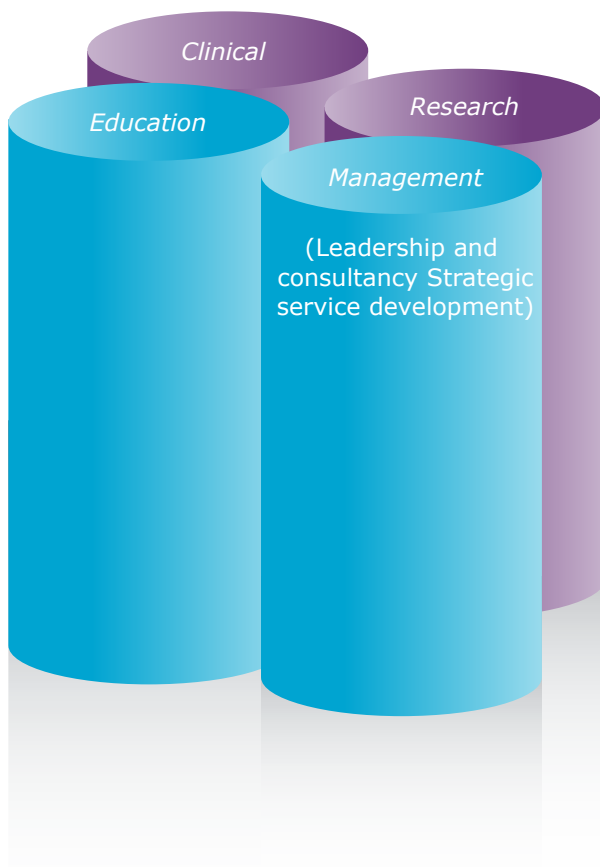 Clinical
Education
Research
Management
(Leadership and
consultancy Strategic
service development)